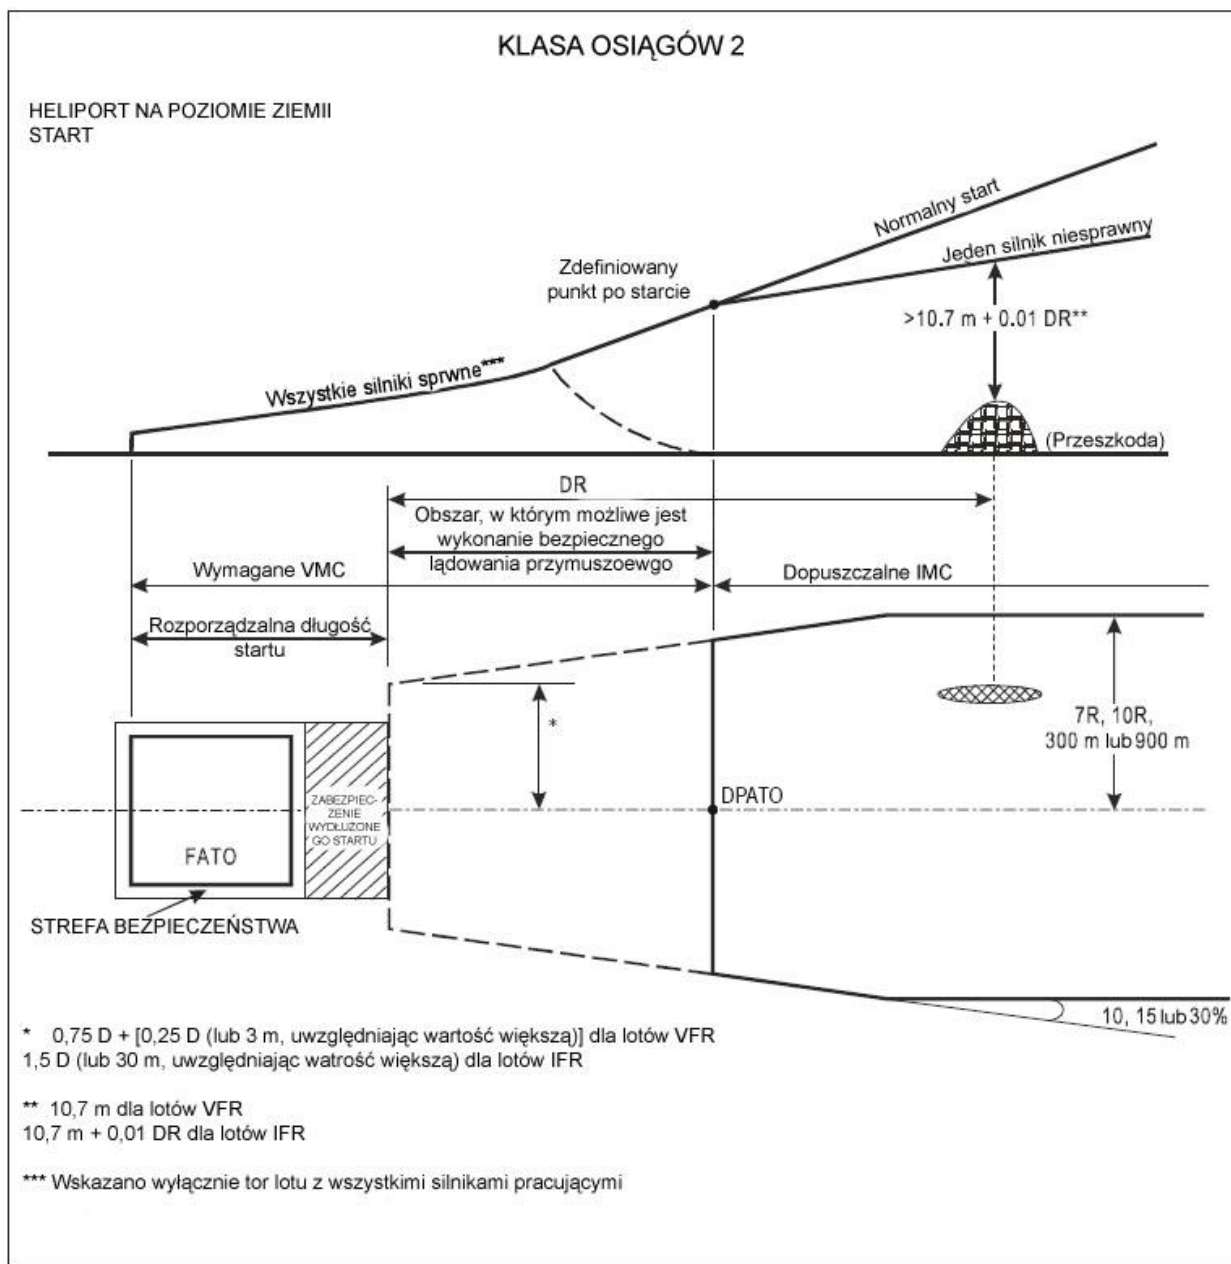 KLASA OSIĄGÓW 2
HELIPORT NA POZIOMIE ZIEMII
START
Normalny start
Jeden silnik niesprawny
Zdefiniowany
punkt po starcie
>10.7 m + 0.01 DR**
Wszystkie silniki sprwne***
(Przeszkoda)
DR
Obszar, w którym możliwe jest
wykonanie bezpiecznego
lądowania przymuszoewgo
Wymagane VMC
Dopuszczalne IMC
Rozporządzalna długość
startu
*
7R, 10R,
300 m lub 900 m
DPATO
ZABEZPIEC-
ZENIE
WYDŁUŻONE
GO STARTU
FATO
STREFA BEZPIECZEŃSTWA
10, 15 lub 30%
* 0,75 D + [0,25 D (lub 3 m, uwzględniając wartość większą)] dla lotów VFR
1,5 D (lub 30 m, uwzględniając watrość większą) dla lotów IFR
** 10,7 m dla lotów VFR
10,7 m + 0,01 DR dla lotów IFR
*** Wskazano wyłącznie tor lotu z wszystkimi silnikami pracującymi